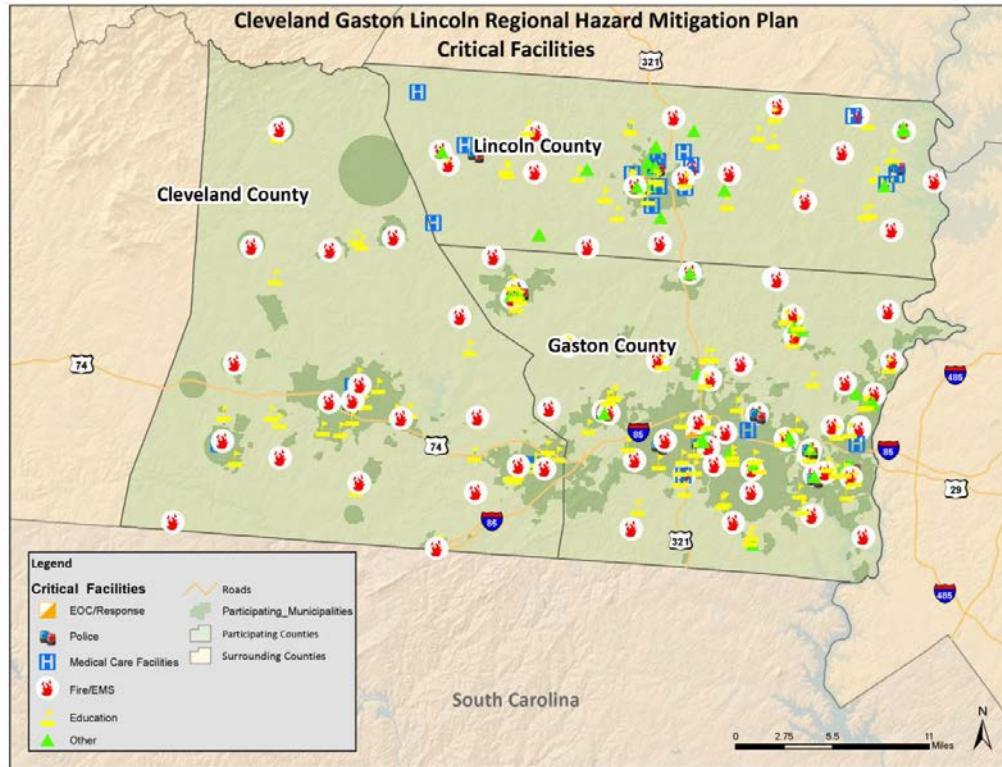 Cleveland Gaston Lincoln Regional Hazard Mitigation Plan
Critical Facilities
321
Lincoln County
Cleveland County
Gaston County
74
485
85
85
74
29
85
321
485
South Carolina
Legend
Critical Facilities
EOC/Response
Police
Medical Care Facilities
Fire/EMS
Education
Other
Roads
Participating_Municipalities
Participating Counties
Surrounding Counties
N
0 2.75 5.5 11
Miles